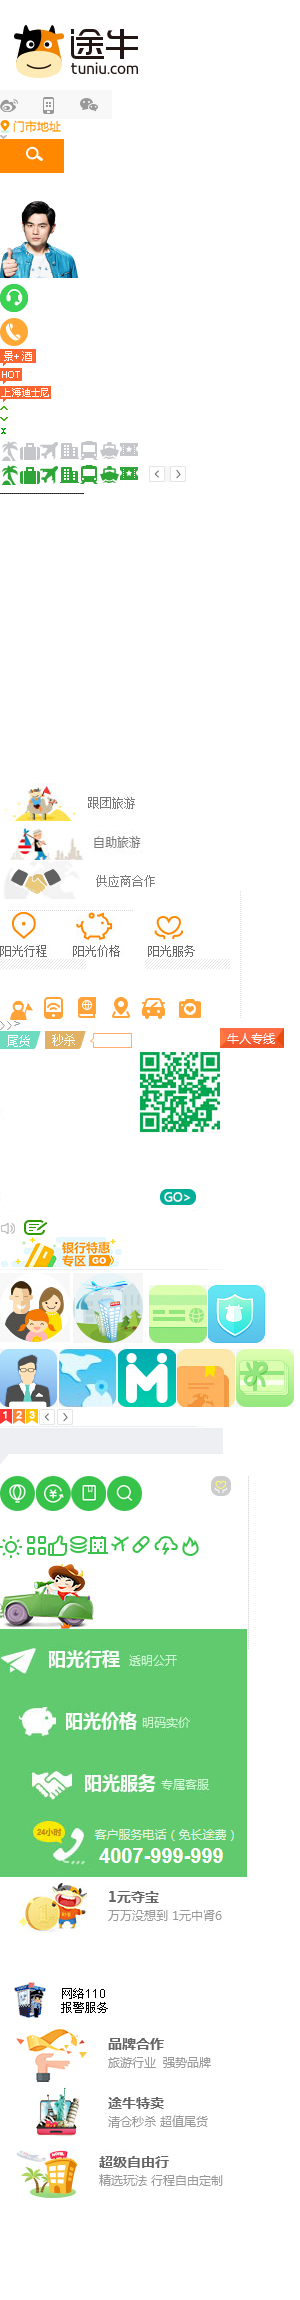 途牛
tuniu.com
门市地址
景+酒
HOT
上海迪士尼
跟团旅游
自助旅游
供应商合作
阳光行程 阳光价格 阳光服务
牛人专线
尾货 秒杀
GO>
银行特惠
专区 GO>
1 2 3
阳光行程 透明公开
阳光价格 明码实价
阳光服务 专属客服
24小时
客户服务电话（免长途费）
4007-999-999
1元夺宝
万万没想到 1元中肾6
网络110
报警服务
品牌合作
旅游行业 强势品牌
途牛特卖
清仓秒杀 超值尾货
超级自由行
精选玩法 行程自由定制